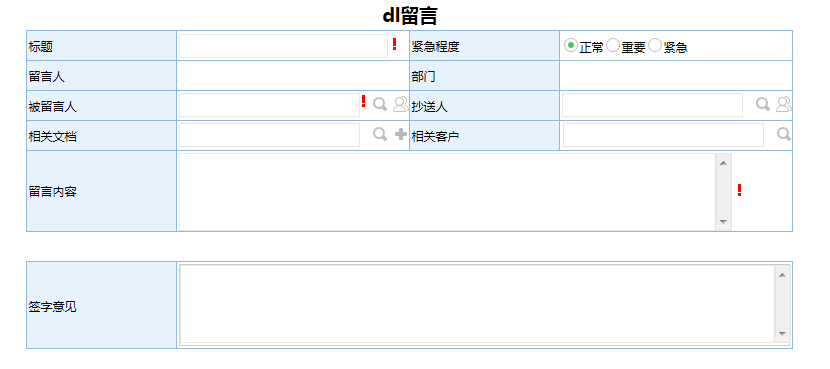 dl留言
标题 ! 紧急程度 正常 重要 紧急
留言人 部门
被留言人 ! 抄送人
相关文档 相关客户
留言内容 !
签字意见